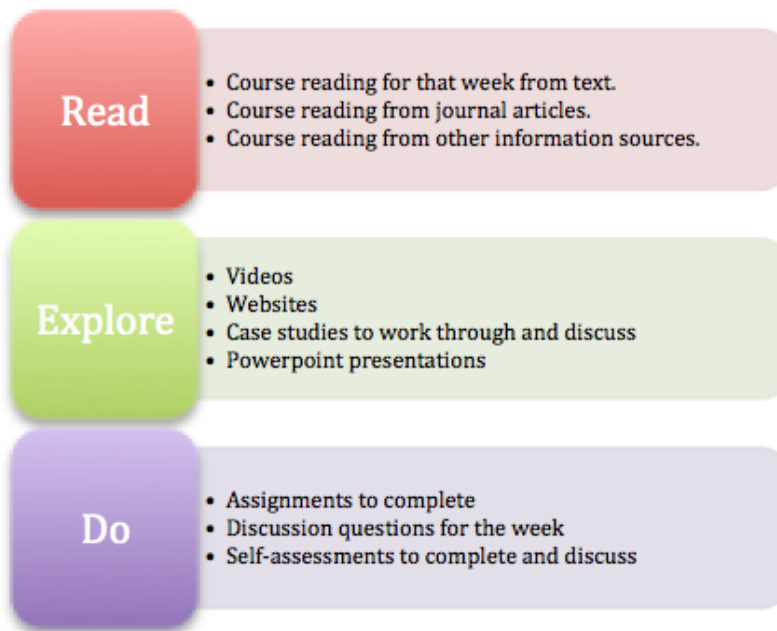 Read
• Course reading for that week from text.
• Course reading from journal articles.
• Course reading from other information sources.
Explore
• Videos
• Websites
• Case studies to work through and discuss
• Powerpoint presentations
Do
• Assignments to complete
• Discussion questions for the week
• Self-assessments to complete and discuss